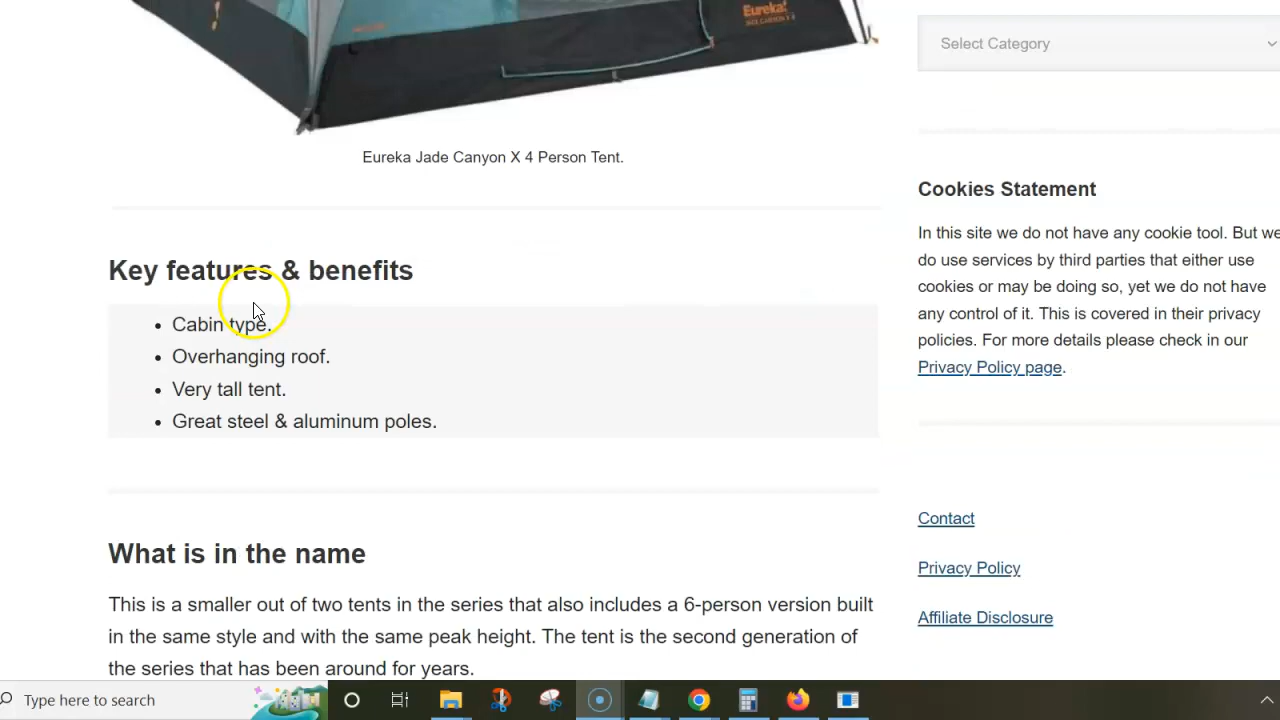 Eureka!
Select Category
Eureka Jade Canyon X 4 Person Tent.
Key features & benefits
• Cabin type.
• Overhanging roof.
• Very tall tent.
• Great steel & aluminum poles.
What is in the name
This is a smaller out of two tents in the series that also includes a 6-person version built
in the same style and with the same peak height. The tent is the second generation of
the series that has been around for years.
Cookies Statement
In this site we do not have any cookie tool. But we
do use services by third parties that either use
cookies or may be doing so, yet we do not have
any control of it. This is covered in their privacy
policies. For more details please check in our
Privacy Policy page.
Contact
Privacy Policy
Affiliate Disclosure
Type here to search